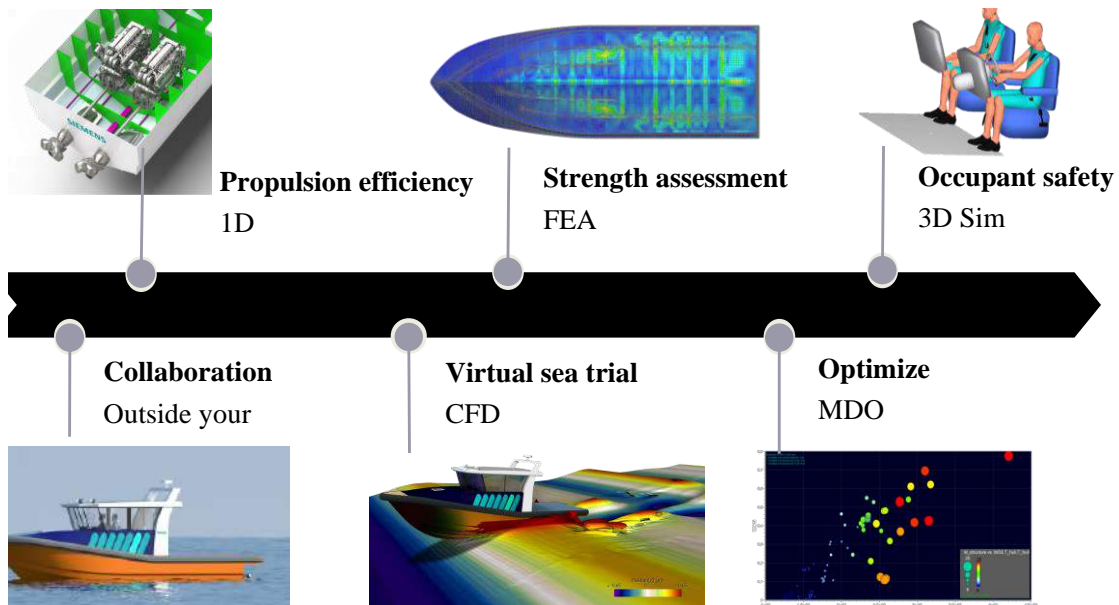 SIEMENS
Propulsion efficiency
1D
Strength assessment
FEA
Occupant safety
3D Sim
Collaboration
Outside your
Virtual sea trial
CFD
Optimize
MDO